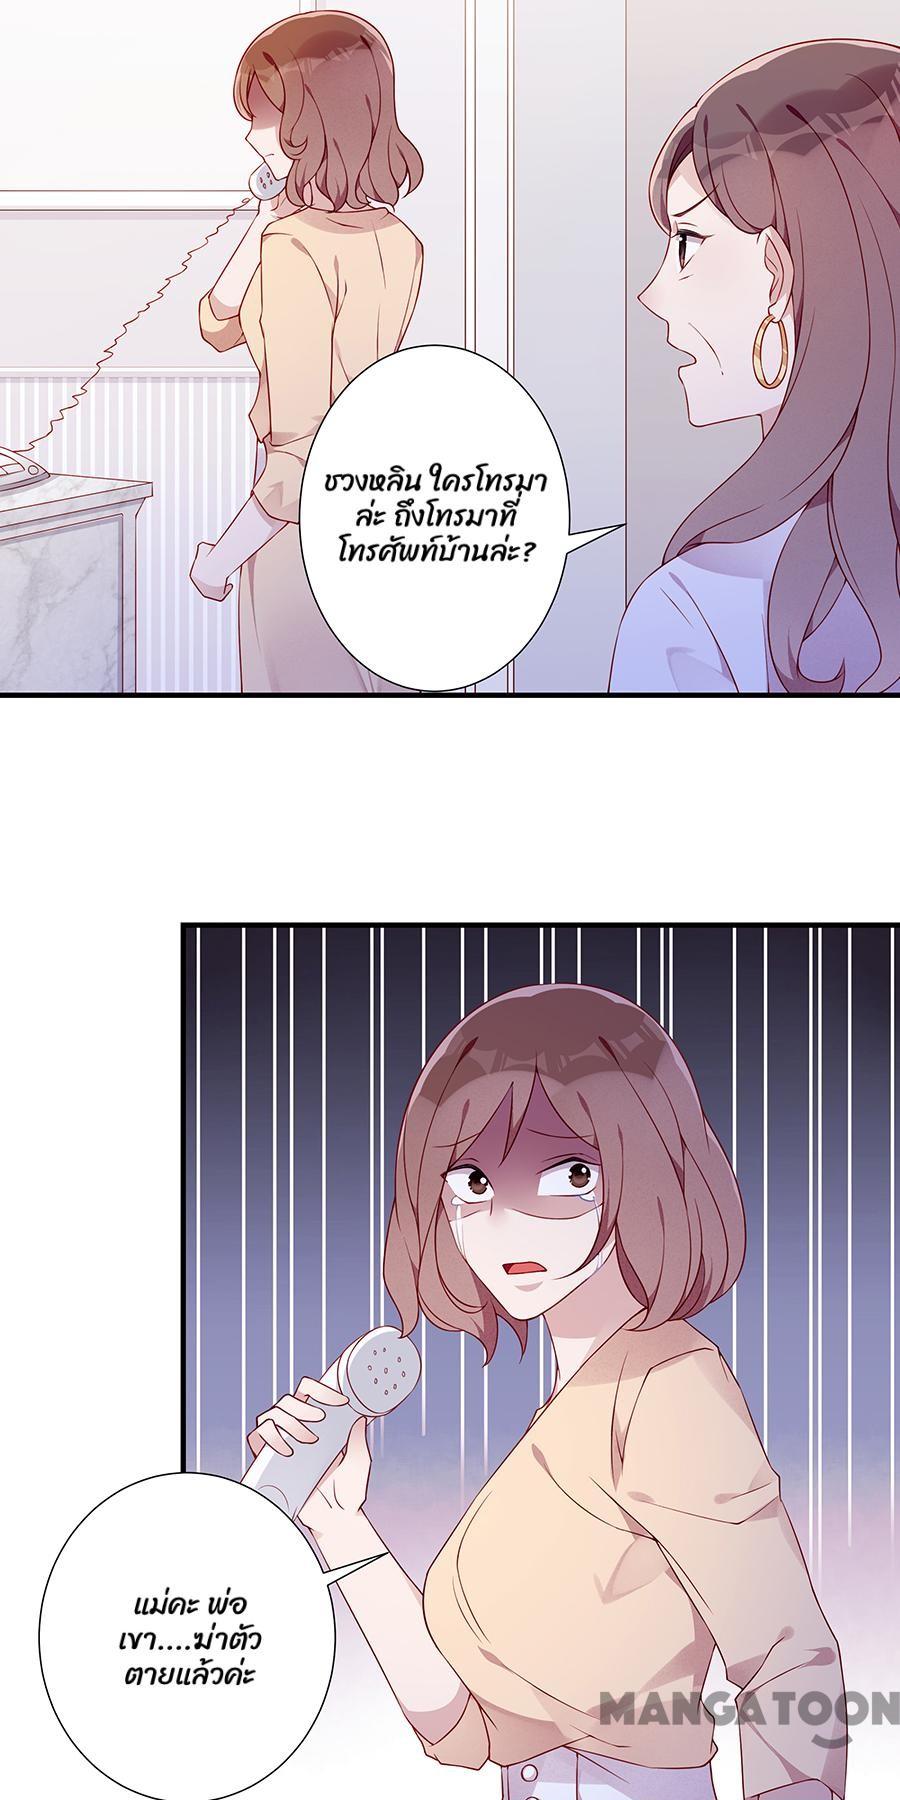 ชวงหลิน ใครโทรมา
ล่ะ ถึงโทรมาที่
โทรศัพท์บ้านล่ะ?
แม่คะ พ่อ
เขา....ฆ่าตัว
ตายแล้วค่ะ
MANGATOON